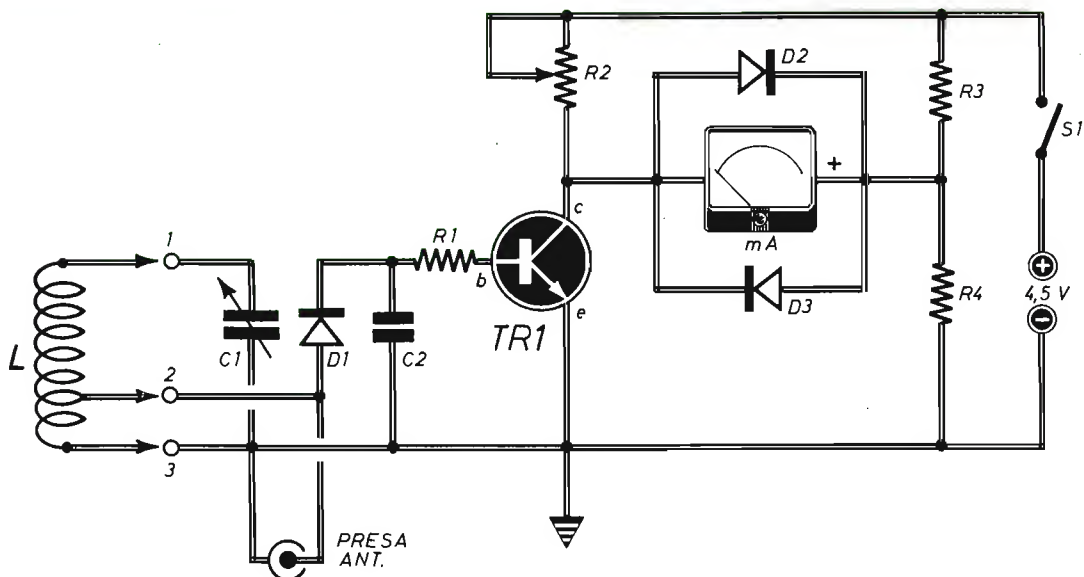 R2
D2
R3
S1
+
c
mA
1
R1
b
e
R4
+
4,5 V
−
L
C1
D1
C2
TR1
D3
2
3
PRESA
ANT.